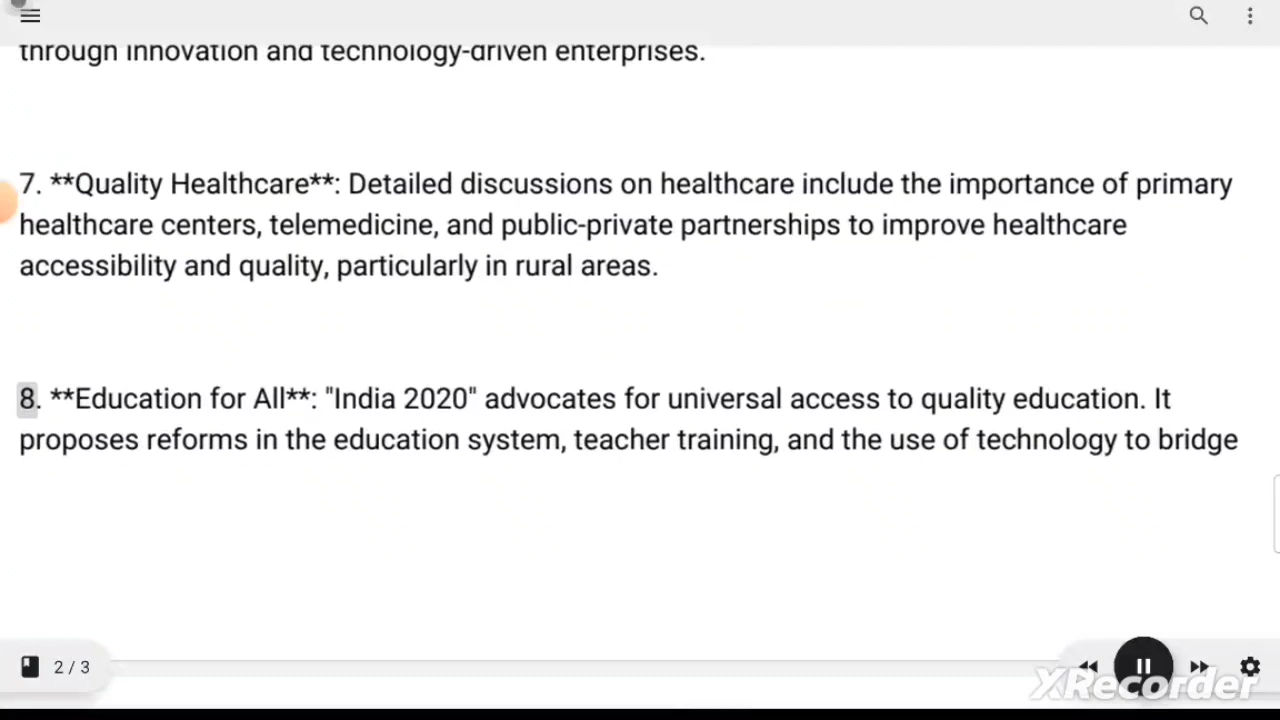 through innovation and technology-driven enterprises.
7. **Quality Healthcare**: Detailed discussions on healthcare include the importance of primary
healthcare centers, telemedicine, and public-private partnerships to improve healthcare
accessibility and quality, particularly in rural areas.
8. **Education for All**: "India 2020" advocates for universal access to quality education. It
proposes reforms in the education system, teacher training, and the use of technology to bridge
2 / 3
XRecorder